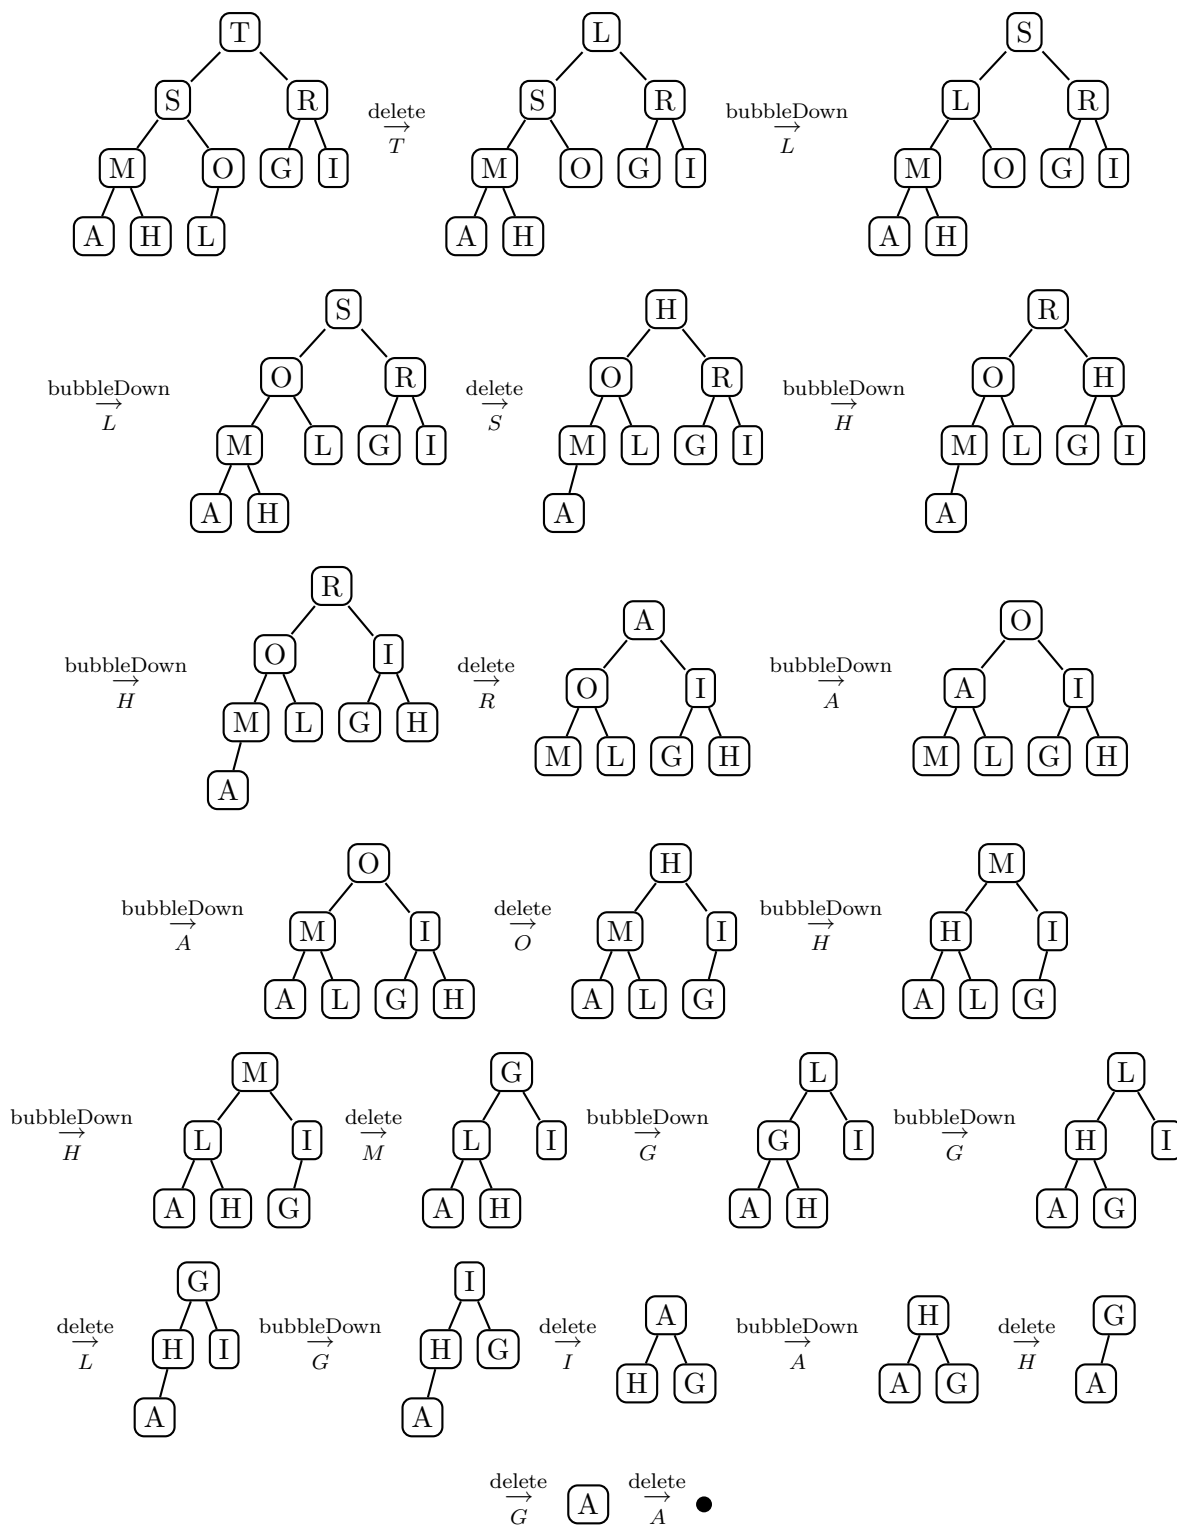 T L S
S R delete T S R bubbleDown L L R
M O G I M O G I M O G I
A H L A H A H
S H R
bubbleDown L O R delete S O R bubbleDown H O H
M L G I M L G I M L G I
A H A A
R
A O
bubbleDown H O I delete R O I bubbleDown A A I
M L G H M L G H M L G H
A
O H M
bubbleDown A M I delete O M I bubbleDown H H I
A L G H A L G A L G
M G L L
bubbleDown H L I delete M L I bubbleDown G G I bubbleDown G H I
A H G A H A H A G
G I A H G
delete L H I bubbleDown G H G delete I H G bubbleDown A A G delete H A
A A
delete G A delete A